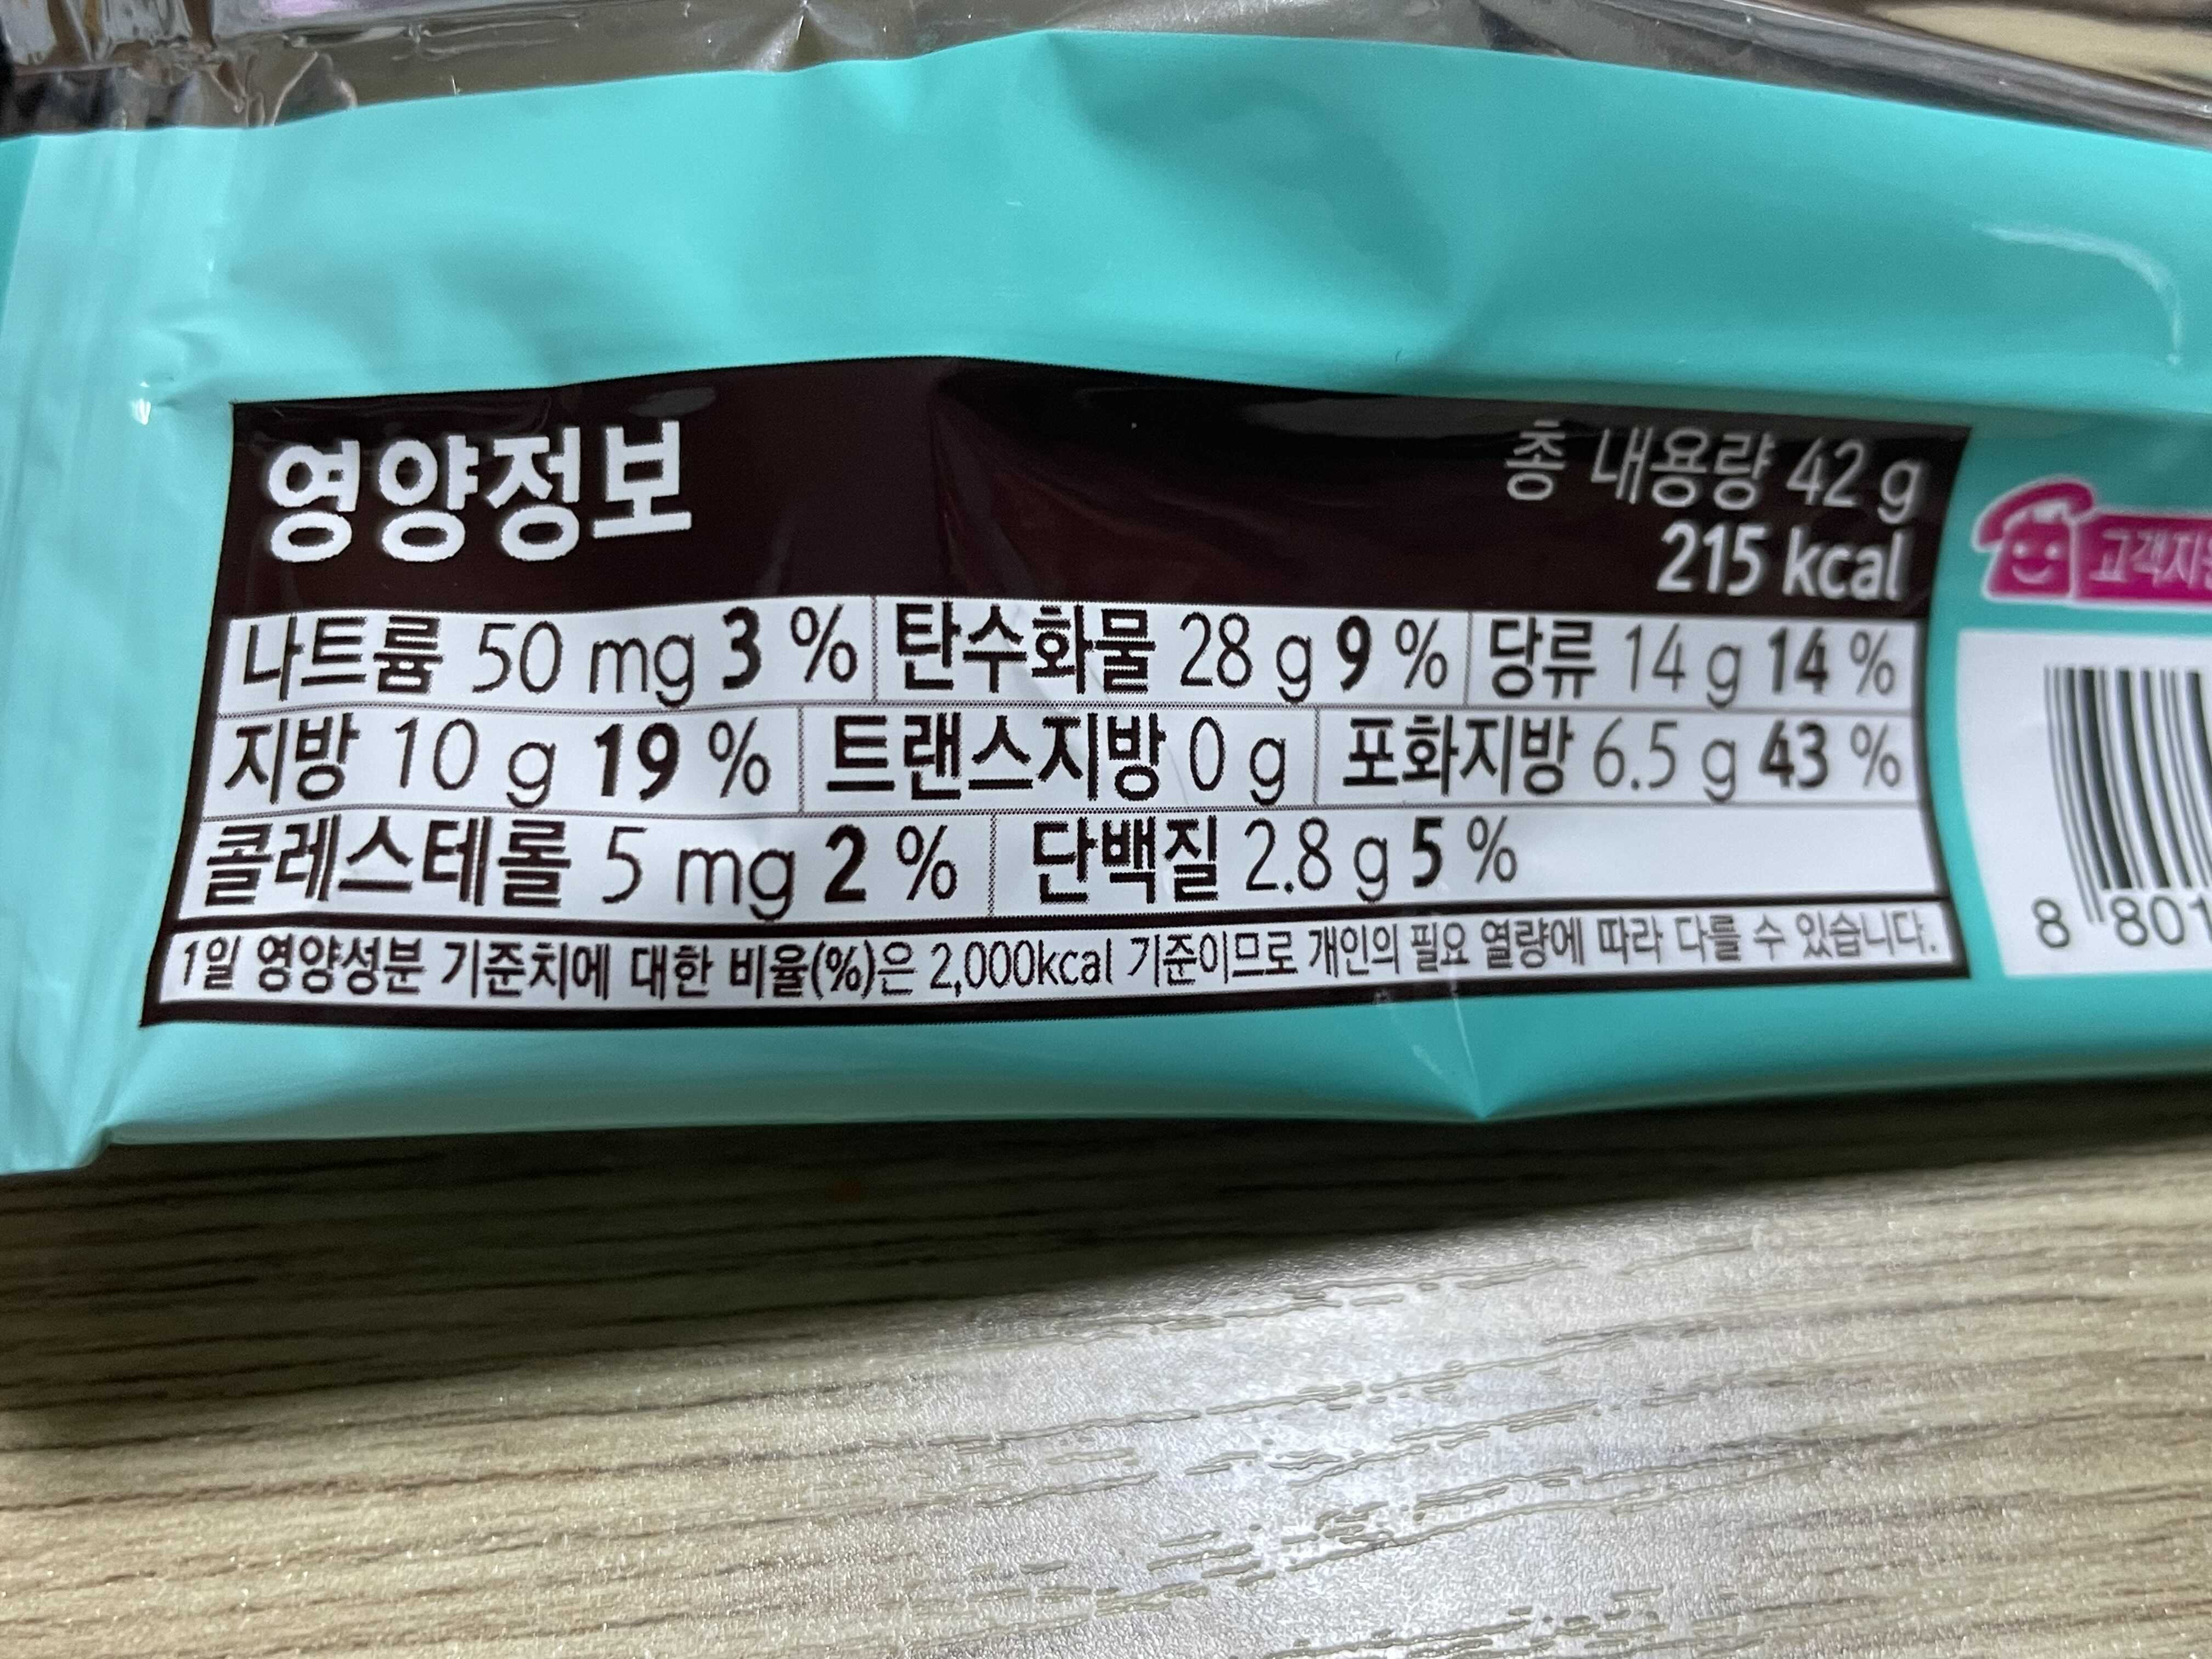 영양정보
총 내용량 42 g
215 kcal
나트륨 50 mg 3 % 탄수화물 28 g 9 % 당류 14 g 14 %
지방 10 g 19 % 트랜스지방 0 g 포화지방 6.5 g 43 %
콜레스테롤 5 mg 2 % 단백질 2.8 g 5 %
1일 영양성분 기준치에 대한 비율(%)은 2,000kcal 기준이므로 개인의 필요 열량에 따라 다를 수 있습니다.
8 801